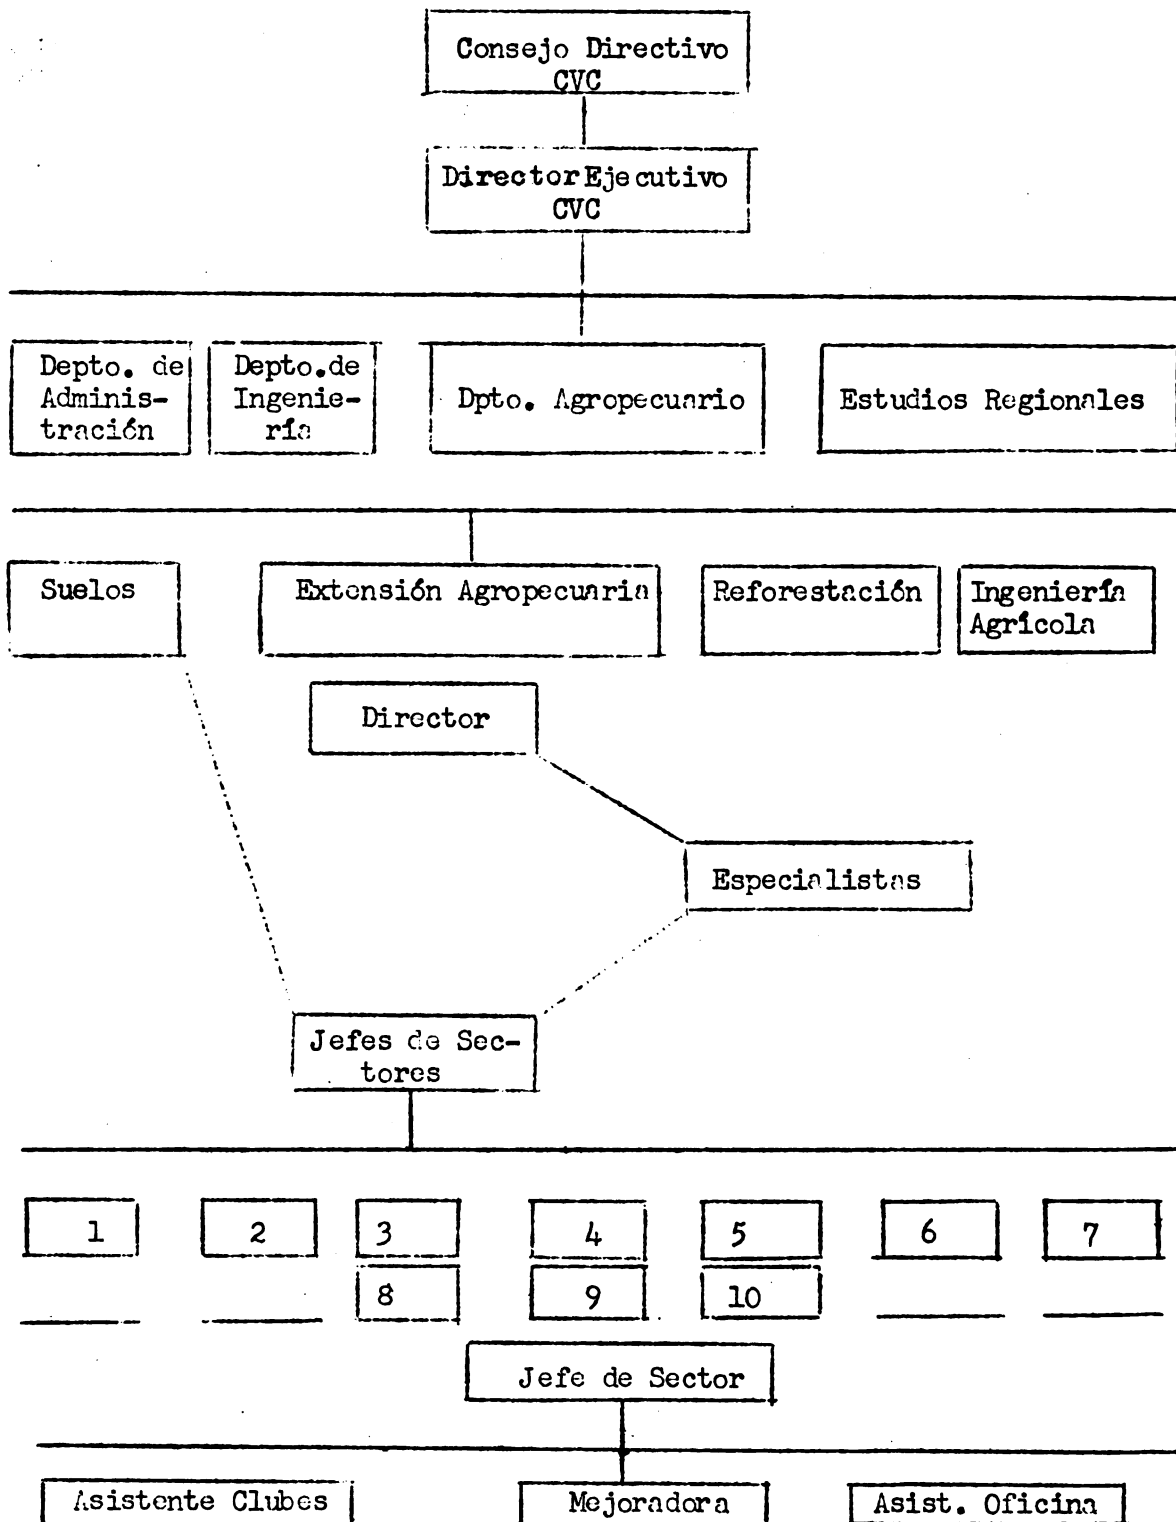 Consejo Directivo
CVC
Director Ejecutivo
CVC
Depto. de
Adminis-
tración
Depto.de
Ingenie-
ría
Dpto. Agropecuario
Estudios Regionales
Suelos
Extensión Agropecuaria
Reforestación
Ingeniería
Agrícola
Director
Especialistas
Jefes de Sec-
tores
1 2 3 4 5 6 7
8 9 10
Jefe de Sector
Asistente Clubes
Mejoradora
Asist. Oficina